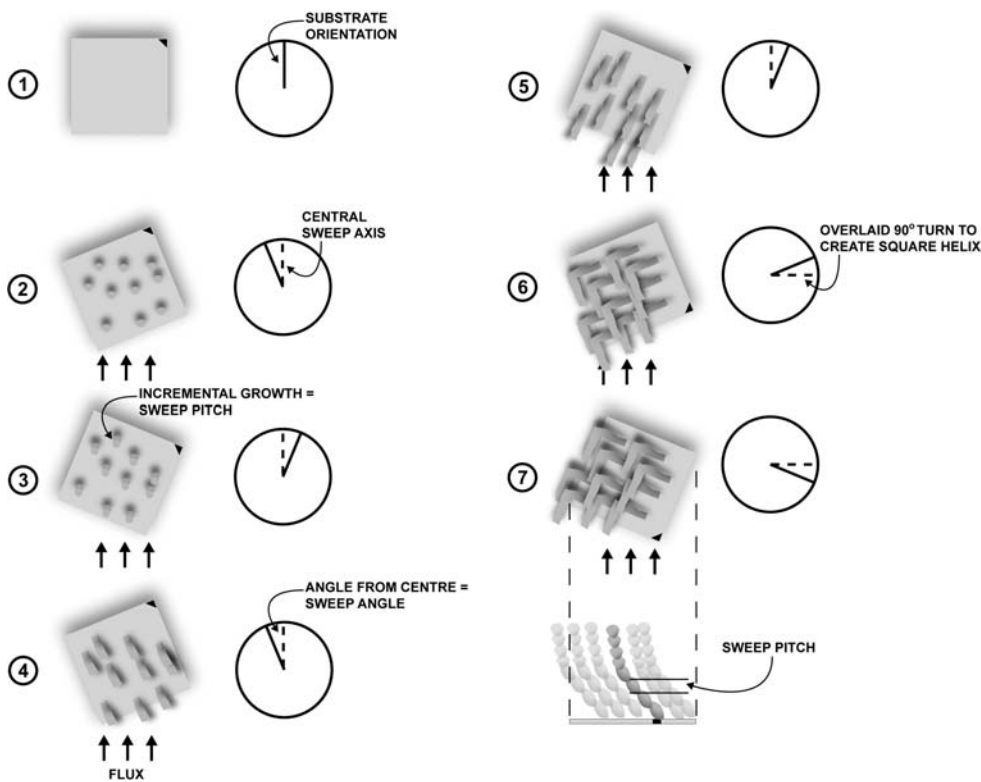 1
SUBSTRATE
ORIENTATION
2
CENTRAL
SWEEP AXIS
3
INCREMENTAL GROWTH =
SWEEP PITCH
4
ANGLE FROM CENTRE =
SWEEP ANGLE
FLUX
5
6
OVERLAID 90° TURN TO
CREATE SQUARE HELIX
7
SWEEP PITCH